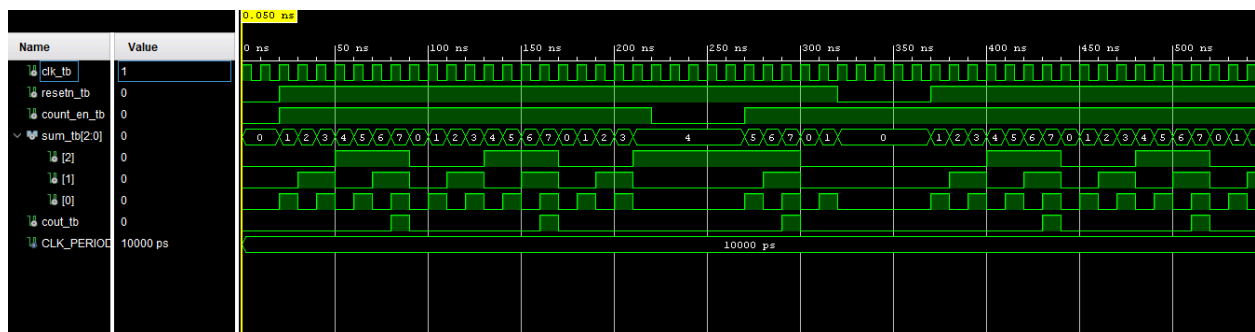 0.050 ns
Name Value 0 ns 50 ns 100 ns 150 ns 200 ns 250 ns 300 ns 350 ns 400 ns 450 ns 500 ns
clk_tb 1
resetn_tb 0
count_en_tb 0
sum_tb[2:0] 0 0 1 2 3 4 5 6 7 0 1 2 3 4 5 6 7 0 1 2 3 4 5 6 7 0 1 0 1 2 3 4 5 6 7 0 1 2 3 4 5 6 7 0 1
[2] 0
[1] 0
[0] 0
cout_tb 0
CLK_PERIOD 10000 ps 10000 ps